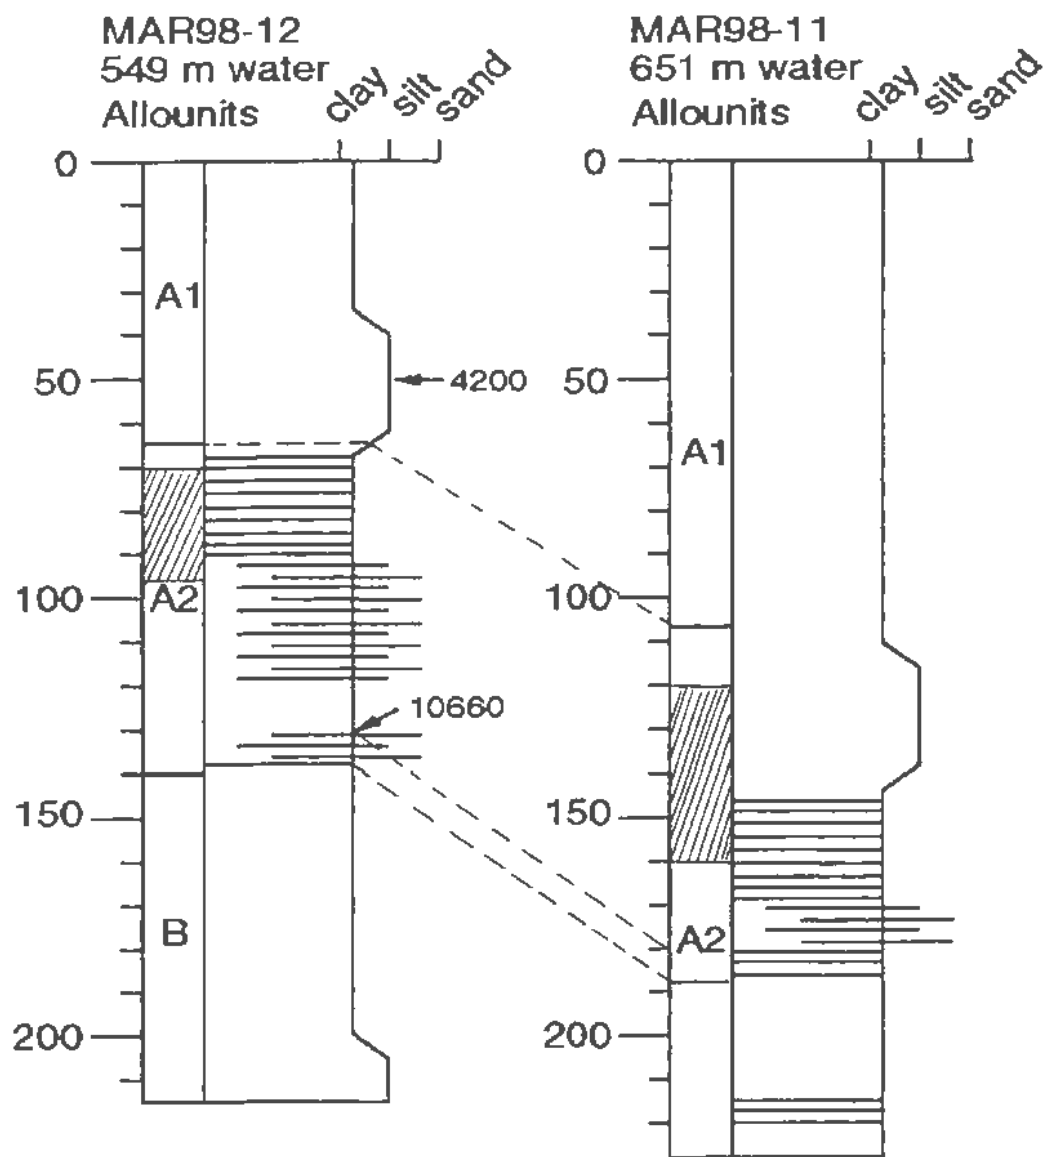 MAR98-12
549 m water
Allounits
clay
silt
sand
0
50
100
150
200
A1
A2
B
4200
10660
MAR98-11
651 m water
Allounits
clay
silt
sand
0
50
100
150
200
A1
A2